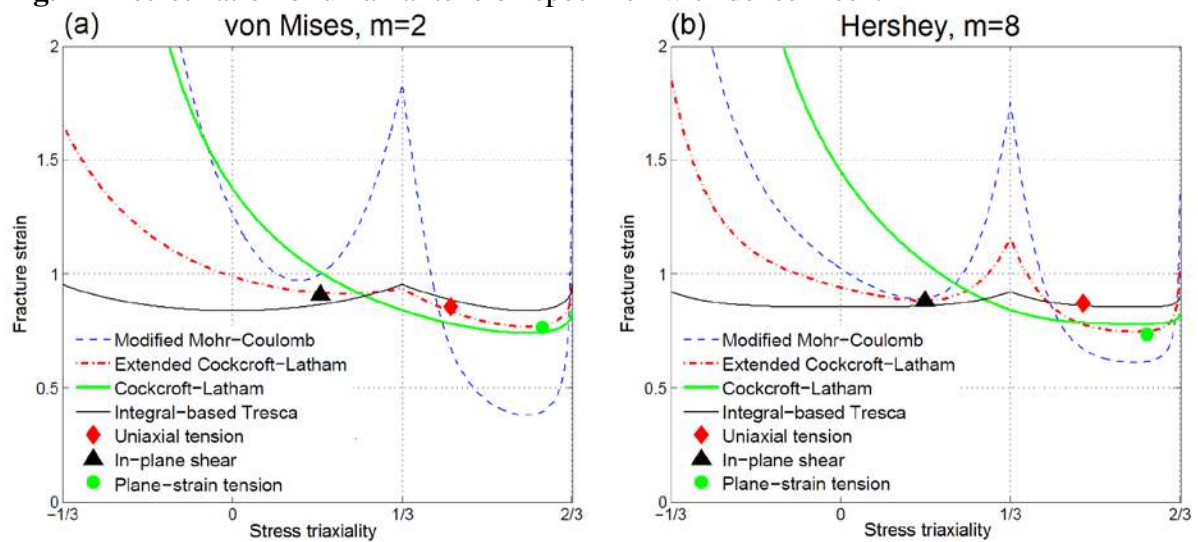 (a) von Mises, m=2
2
1.5
1
0.5
0
Fracture strain
Modified Mohr-Coulomb
Extended Cockcroft-Latham
Cockcroft-Latham
Integral-based Tresca
Uniaxial tension
In-plane shear
Plane-strain tension
-1/3 0 1/3 2/3
Stress triaxiality
(b) Hershey, m=8
2
1.5
1
0.5
0
Fracture strain
Modified Mohr-Coulomb
Extended Cockcroft-Latham
Cockcroft-Latham
Integral-based Tresca
Uniaxial tension
In-plane shear
Plane-strain tension
-1/3 0 1/3 2/3
Stress triaxiality